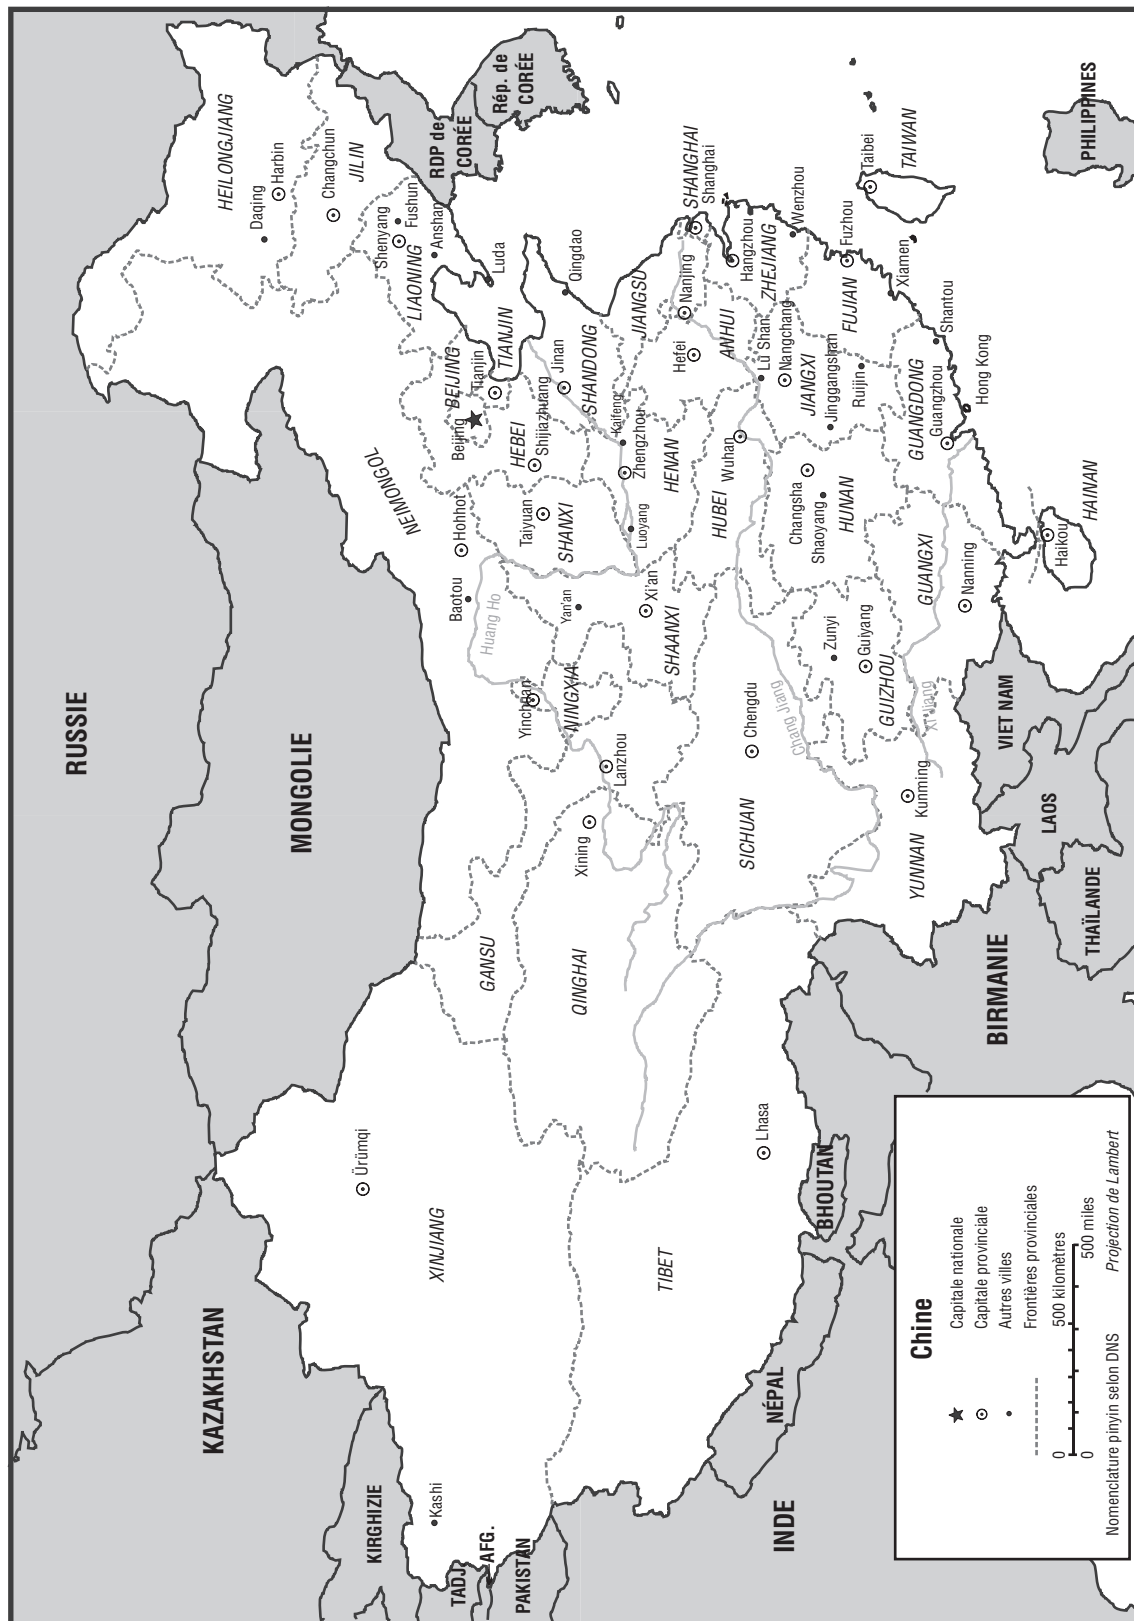 RUSSIE
MONGOLIE
KAZAKHSTAN
KIRGHIZIE
TADJ.
AFG.
PAKISTAN
INDE
NÉPAL
BHOUTAN
BIRMANIE
THAÏLANDE
LAOS
VIET NAM
PHILIPPINES
RDP de
CORÉE
Rép. de
CORÉE
HEILONGJIANG
Daqing
Harbin
Changchun
JILIN
Shenyang
Fushun
LIAONING
Anshan
Luda
NEIMONGOL
Hohhot
Baotou
BEIJING
Beijing
Tianjin
TIANJIN
HEBEI
Shijiazhuang
Taiyuan
SHANXI
Jinan
SHANDONG
Qingdao
Huang Ho
Yan'an
Yinchuan
NINGXIA
Xi'an
SHAANXI
Kaifeng
Zhengzhou
Luoyang
HENAN
JIANGSU
Nanjing
SHANGHAI
Shanghai
Hefei
ANHUI
Hangzhou
ZHEJIANG
Wenzhou
HUBEI
Wuhan
Lü Shan
Nangchang
JIANGXI
Jinggangshan
Ruijin
FUJIAN
Fuzhou
Xiamen
Taibei
TAIWAN
Changsha
Shaoyang
HUNAN
GUANGDONG
Guangzhou
Shantou
Hong Kong
GUANGXI
Nanning
HAINAN
Haikou
Zunyi
Guiyang
GUIZHOU
Xi Jiang
Chang Jiang
Chengdu
SICHUAN
Kunming
YUNNAN
Lanzhou
Xining
GANSU
QINGHAI
Ürümqi
XINJIANG
Kashi
TIBET
Lhasa
Chine
Capitale nationale
Capitale provinciale
Autres villes
Frontières provinciales
0 500 kilomètres
0 500 miles
Nomenclature pinyin selon DNS Projection de Lambert